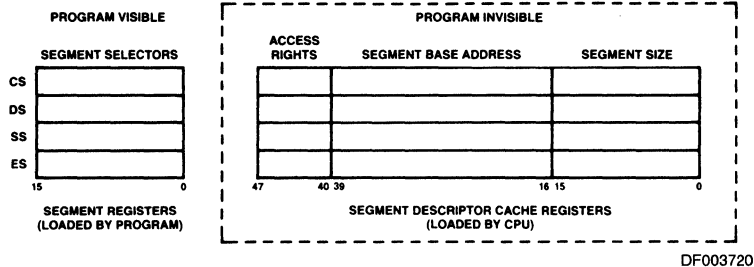 PROGRAM VISIBLE
PROGRAM INVISIBLE
SEGMENT SELECTORS
ACCESS
RIGHTS
SEGMENT BASE ADDRESS
SEGMENT SIZE
CS
DS
SS
ES
15 0
47 40 39 16 15 0
SEGMENT REGISTERS
(LOADED BY PROGRAM)
SEGMENT DESCRIPTOR CACHE REGISTERS
(LOADED BY CPU)
DF003720